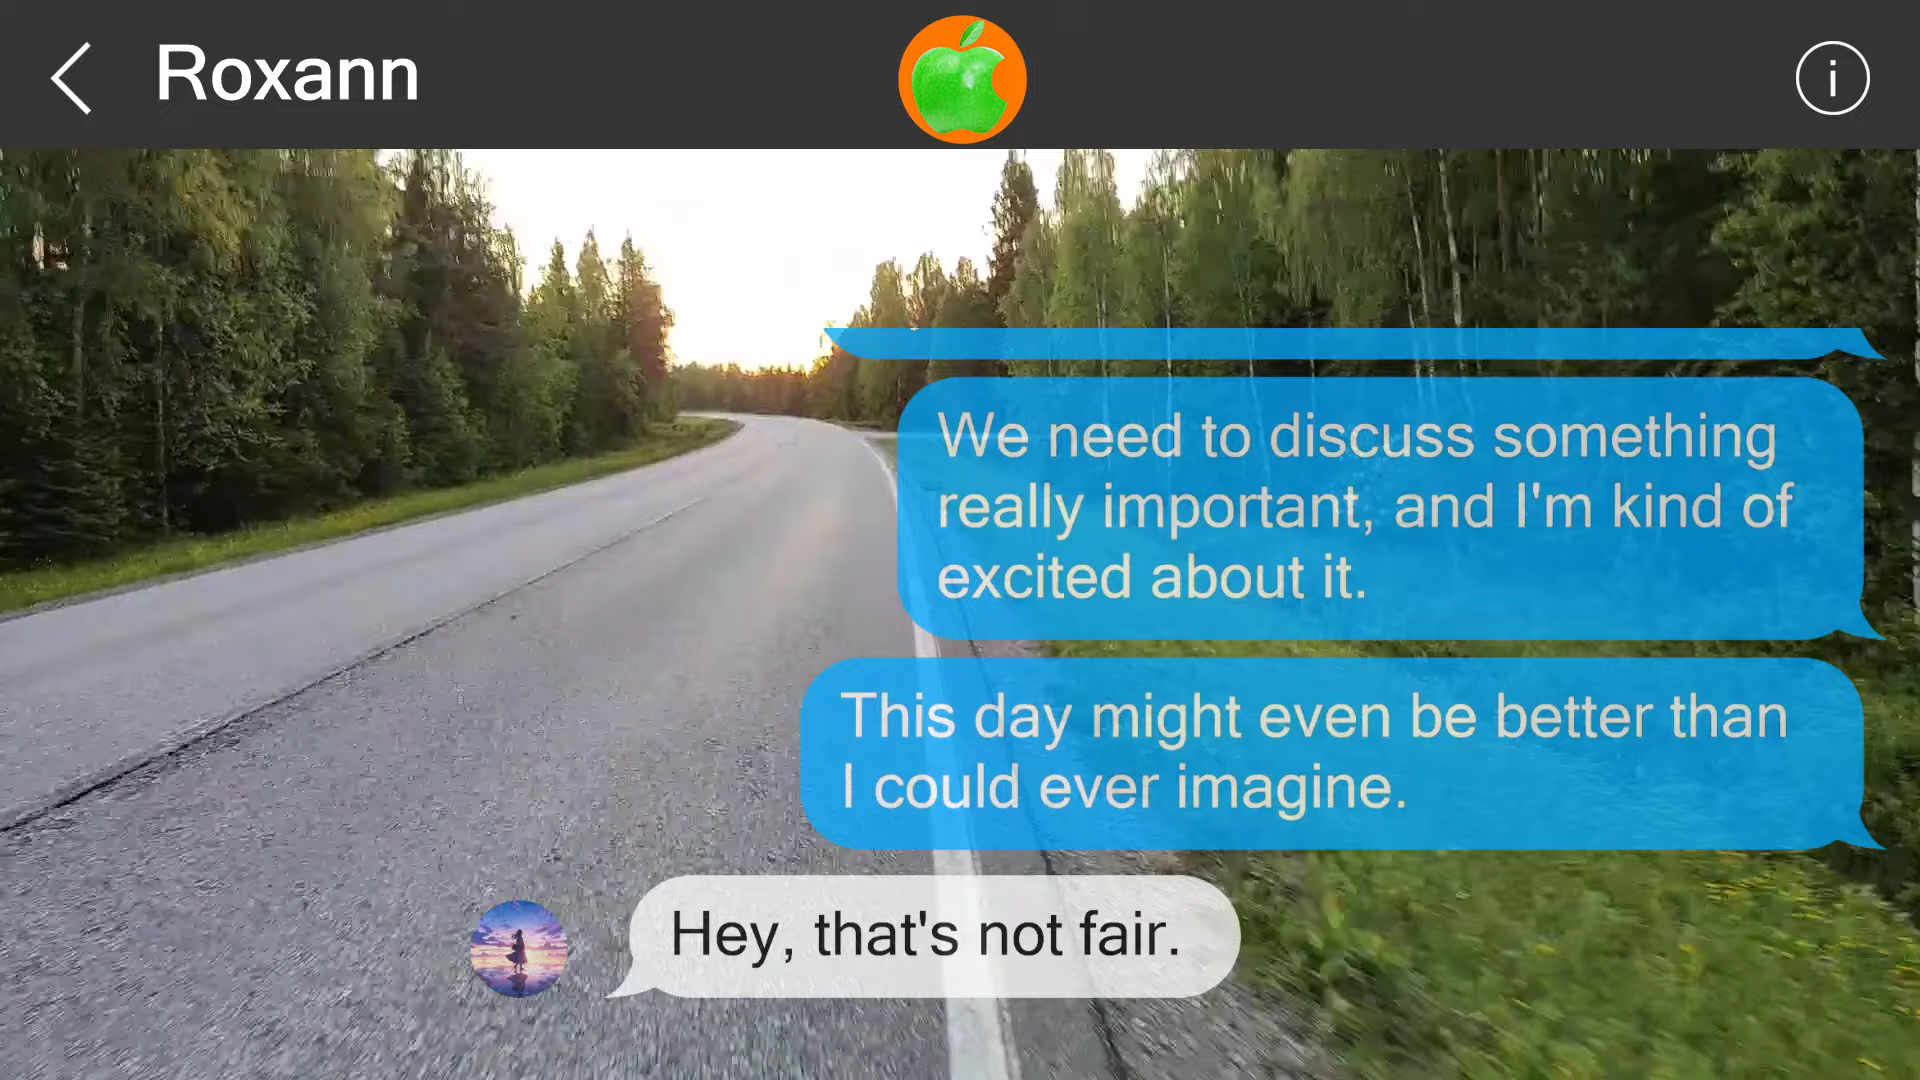 Roxann
i
We need to discuss something
really important, and I'm kind of
excited about it.
This day might even be better than
I could ever imagine.
Hey, that's not fair.